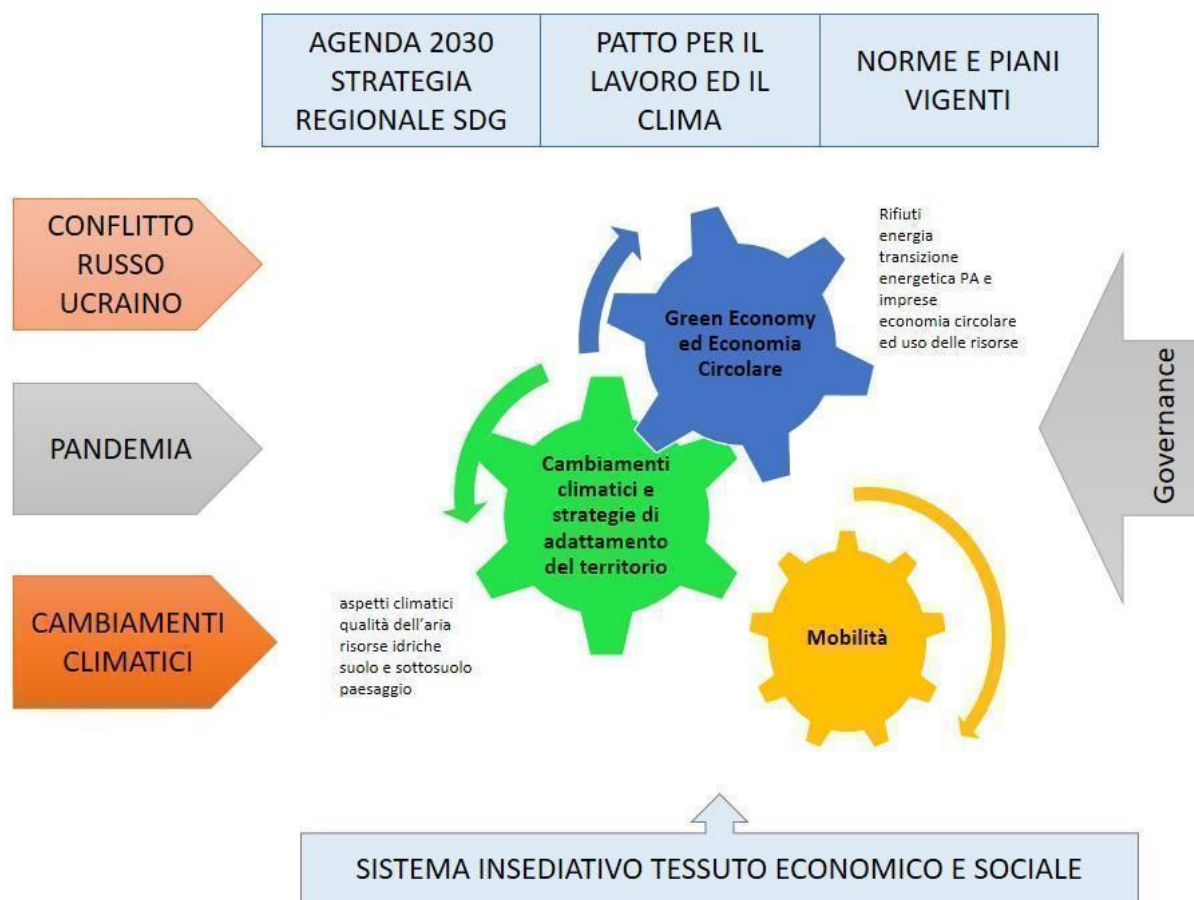 AGENDA 2030
STRATEGIA
REGIONALE SDG
PATTO PER IL
LAVORO ED IL
CLIMA
NORME E PIANI
VIGENTI
CONFLITTO
RUSSO
UCRAINO
PANDEMIA
CAMBIAMENTI
CLIMATICI
Green Economy
ed Economia
Circolare
Rifiuti
energia
transizione
energetica PA e
imprese
economia circolare
ed uso delle risorse
Cambiamenti
climatici e
strategie di
adattamento
del territorio
aspetti climatici
qualità dell'aria
risorse idriche
suolo e sottosuolo
paesaggio
Mobilità
Governance
SISTEMA INSEDIATIVO TESSUTO ECONOMICO E SOCIALE